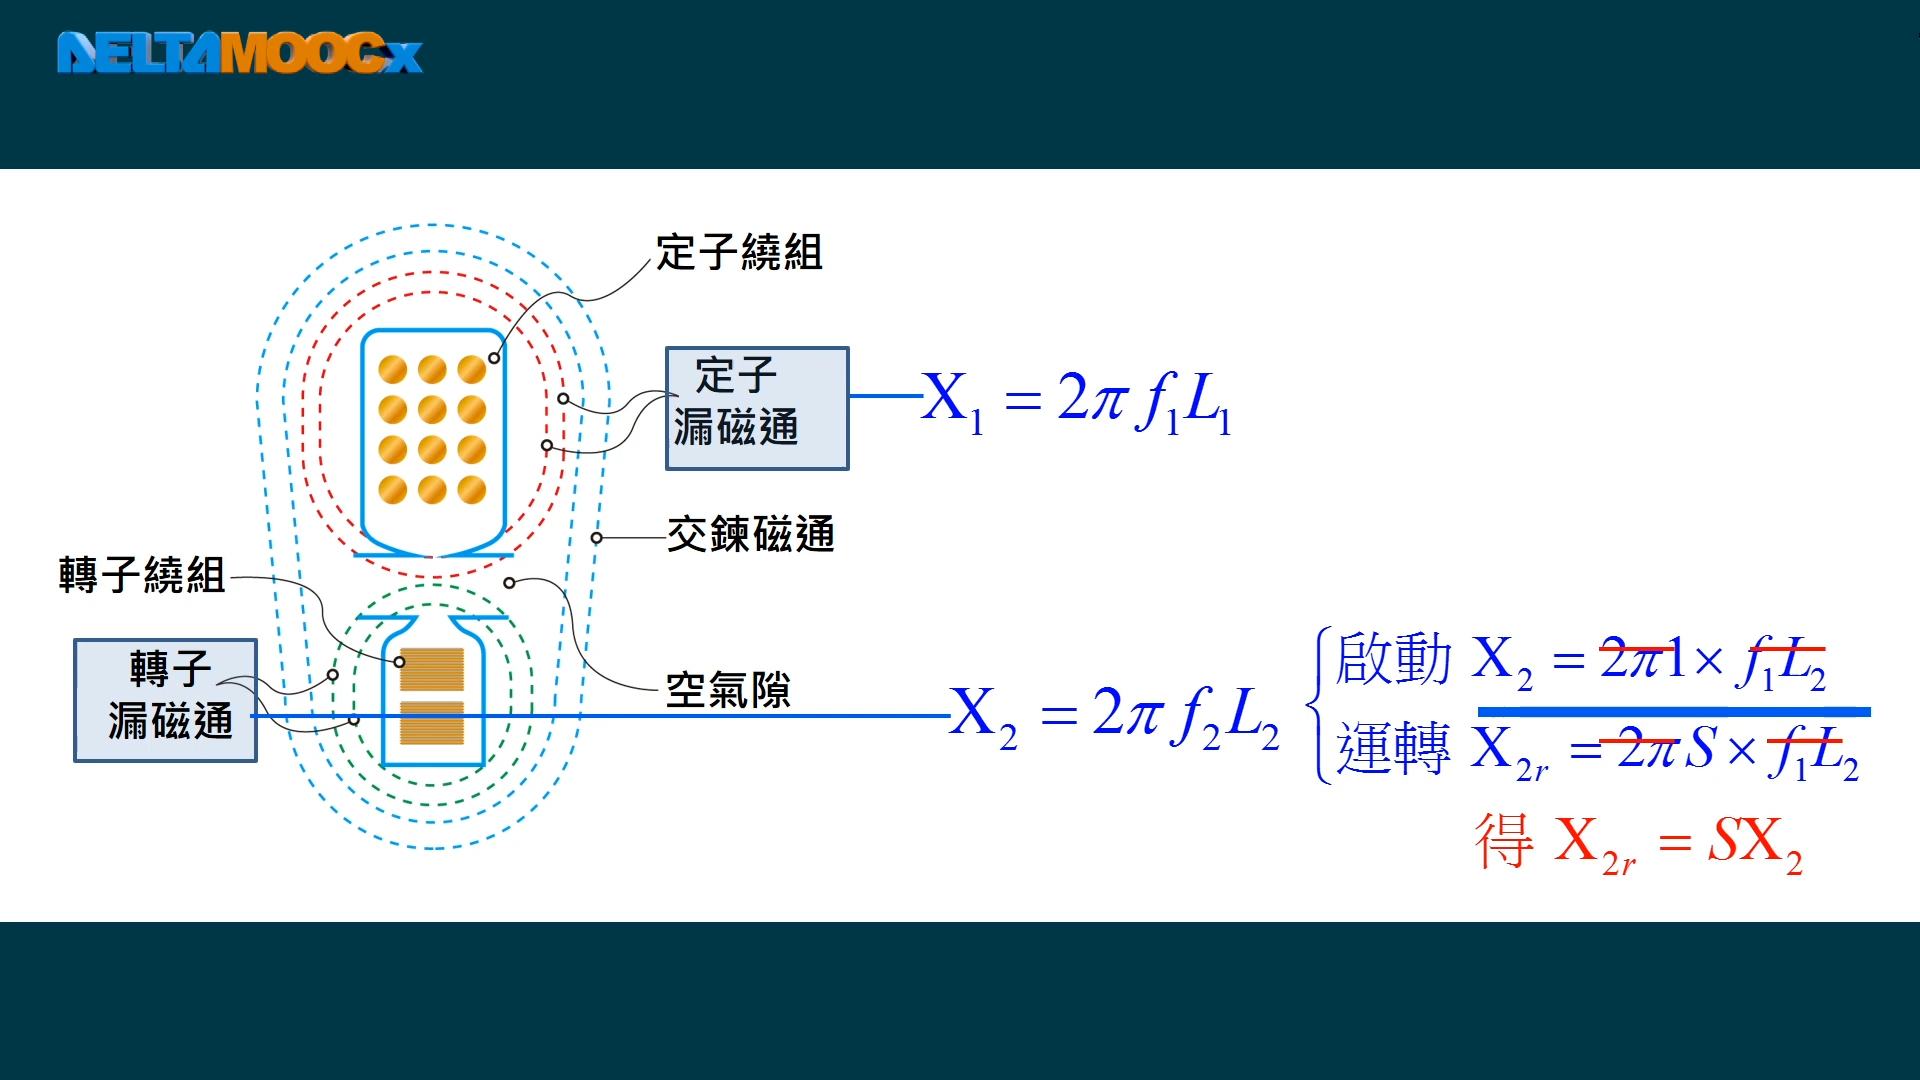 DELTAMOOCx
定子繞組
定子
漏磁通
X₁ = 2π f₁L₁
交鍊磁通
轉子繞組
轉子
漏磁通
空氣隙
X₂ = 2π f₂L₂
啟動 X₂ = 2π1× f₁L₂
運轉 X₂ᵣ = 2πS× f₁L₂
得 X₂ᵣ = SX₂